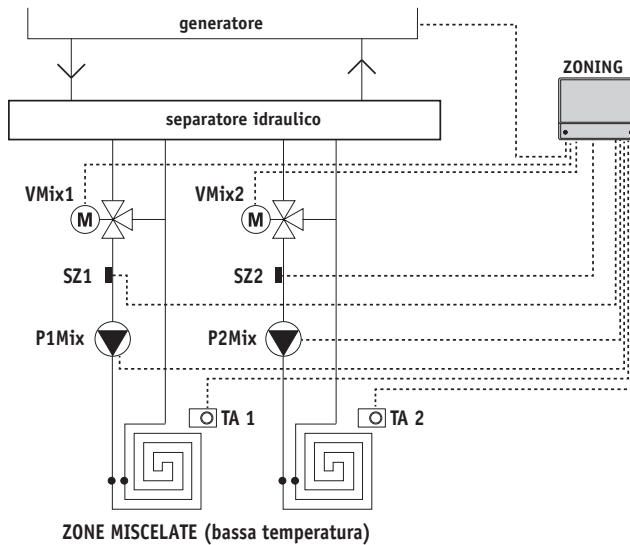 generatore
ZONING
separatore idraulico
VMix1
M
VMix2
M
SZ1
SZ2
P1Mix
P2Mix
TA 1
TA 2
ZONE MISCELATE (bassa temperatura)